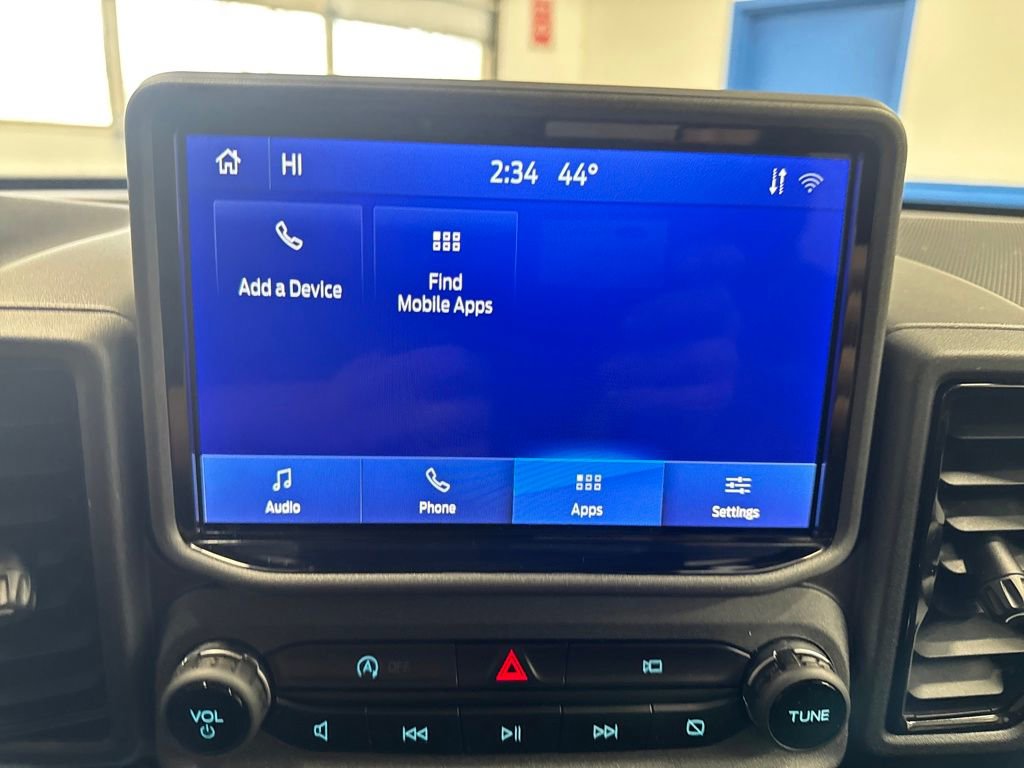 HI 2:34 44°
Add a Device
Find
Mobile Apps
Audio
Phone
Apps
Settings
A OFF
VOL
TUNE